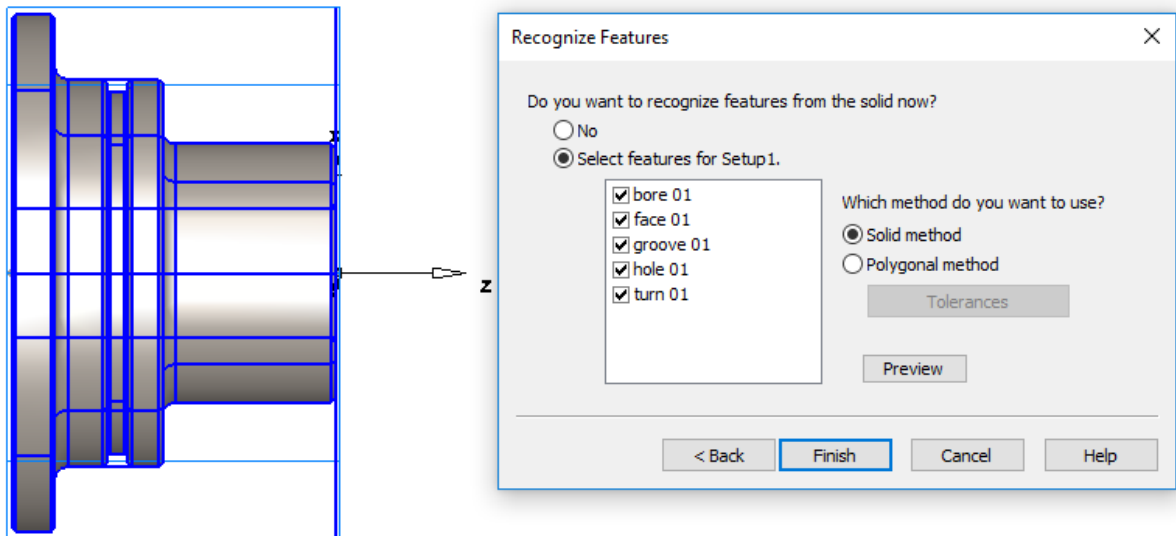 Recognize Features
Do you want to recognize features from the solid now?
No
Select features for Setup1.
bore 01
face 01
groove 01
hole 01
turn 01
Which method do you want to use?
Solid method
Polygonal method
Tolerances
Preview
< Back
Finish
Cancel
Help
z